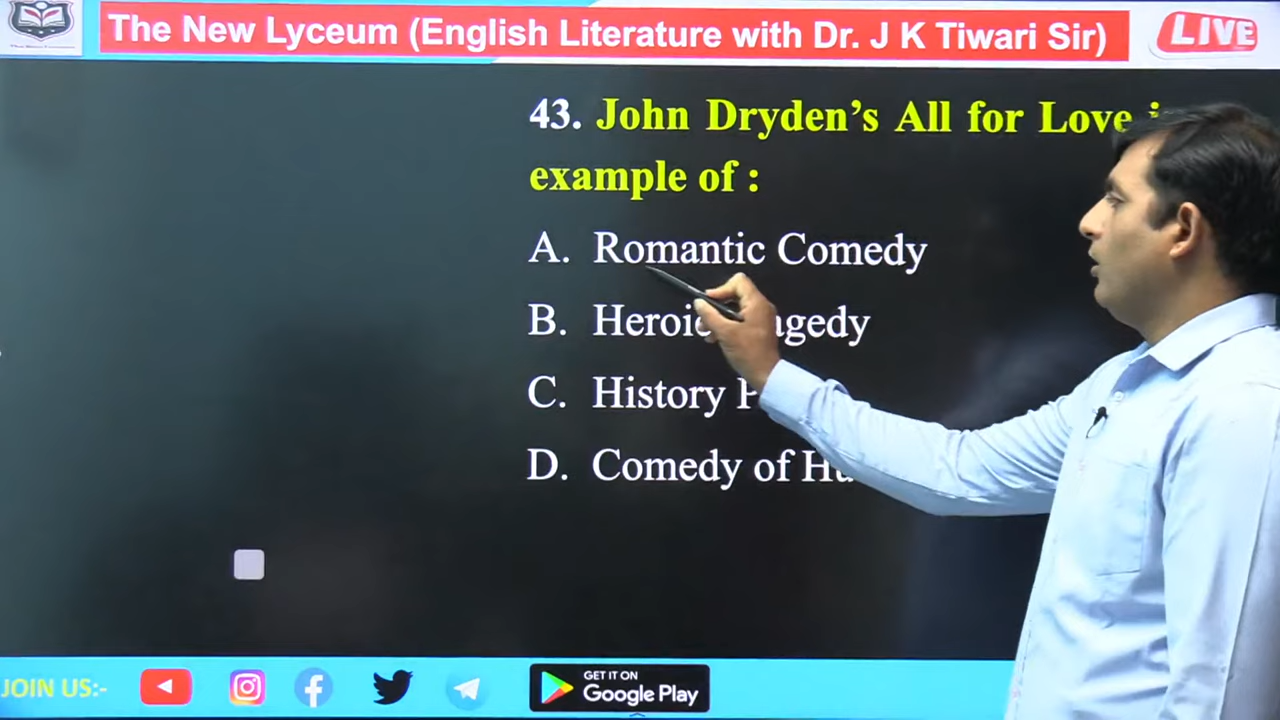 The New Lyceum (English Literature with Dr. J K Tiwari Sir)
LIVE
43. John Dryden's All for Love
example of :
A. Romantic Comedy
B. Heroic
C. History
D. Comedy of
JOIN US:-
GET IT ON
Google Play